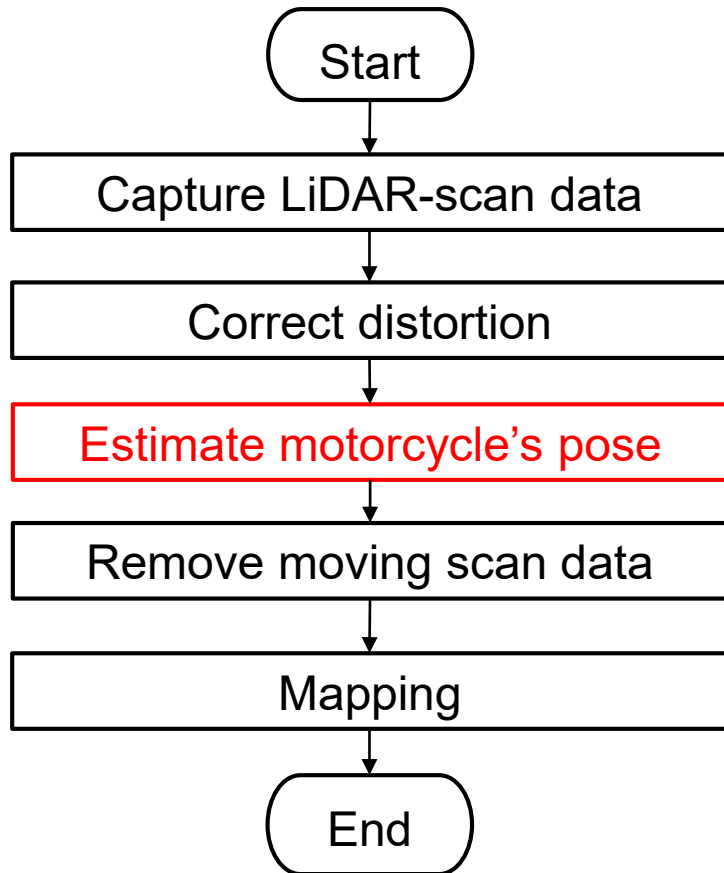 Start
Capture LiDAR-scan data
Correct distortion
Estimate motorcycle’s pose
Remove moving scan data
Mapping
End